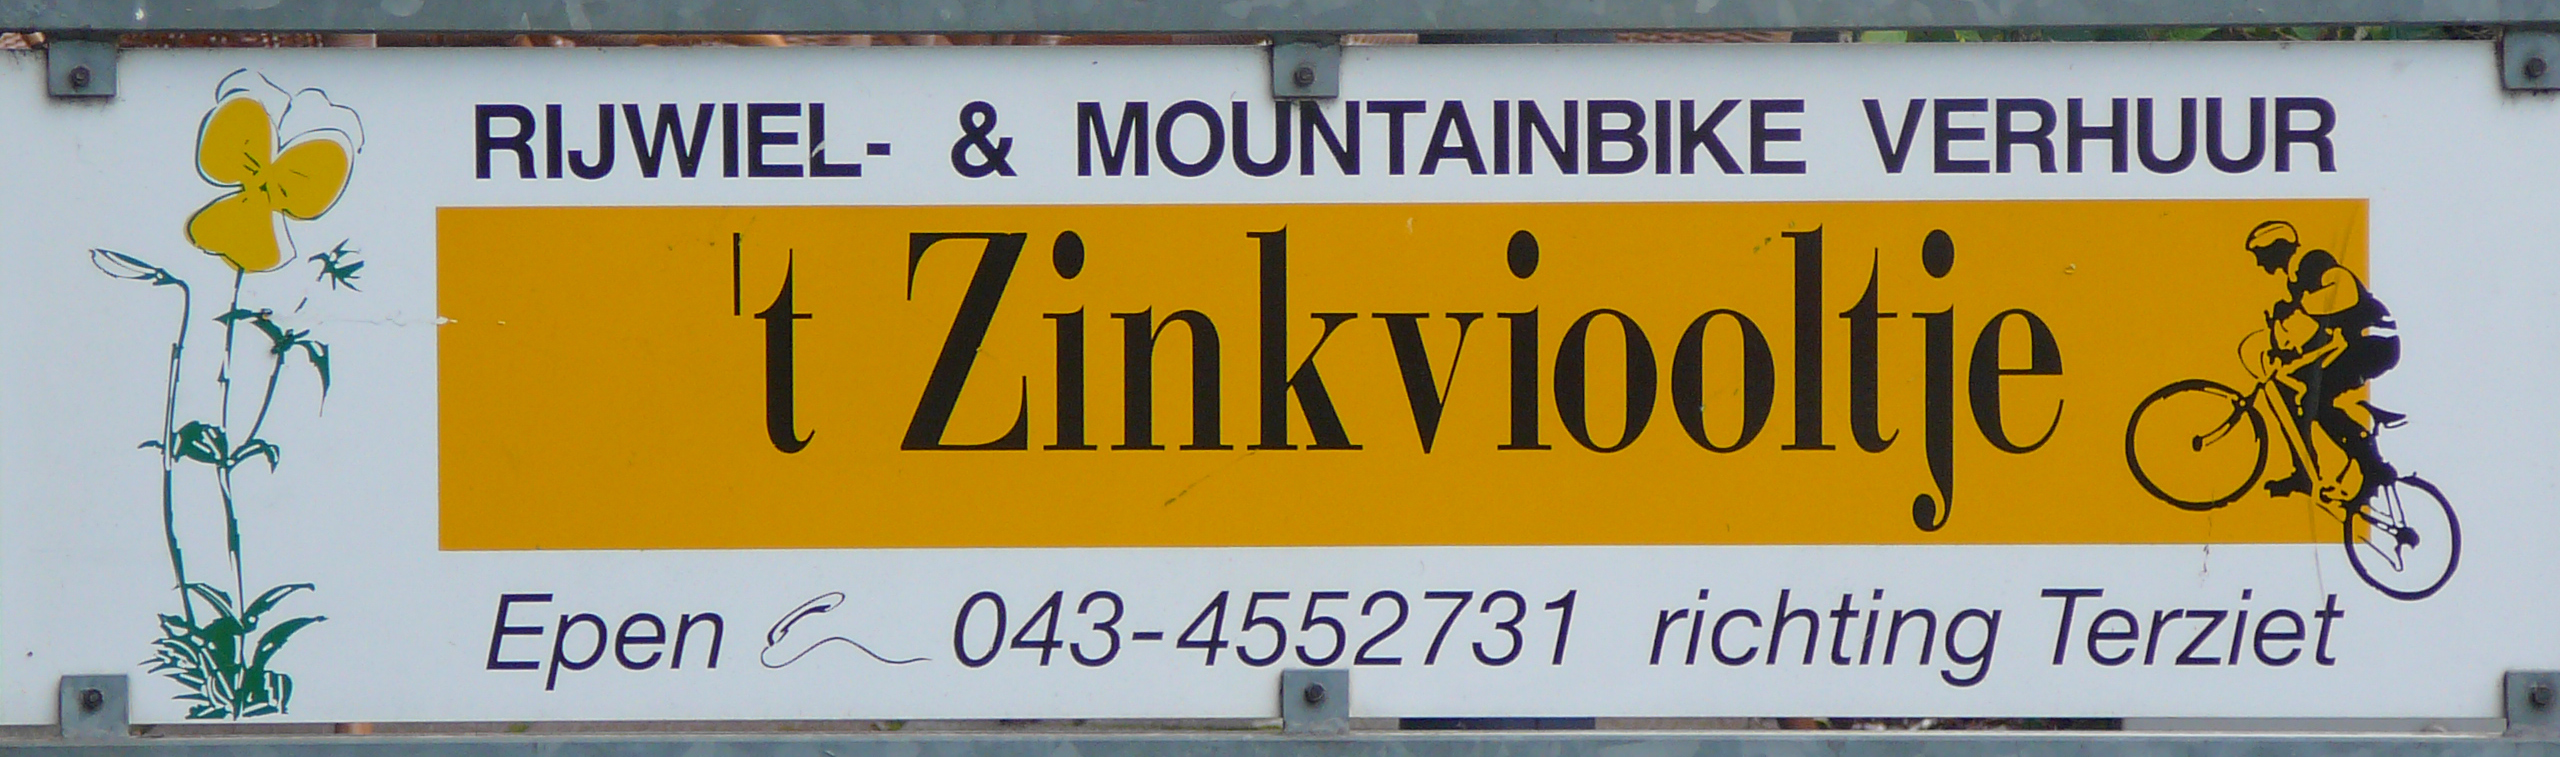 RIJWIEL- & MOUNTAINBIKE VERHUUR
't Zinkviooltje
Epen 043-4552731 richting Terziet